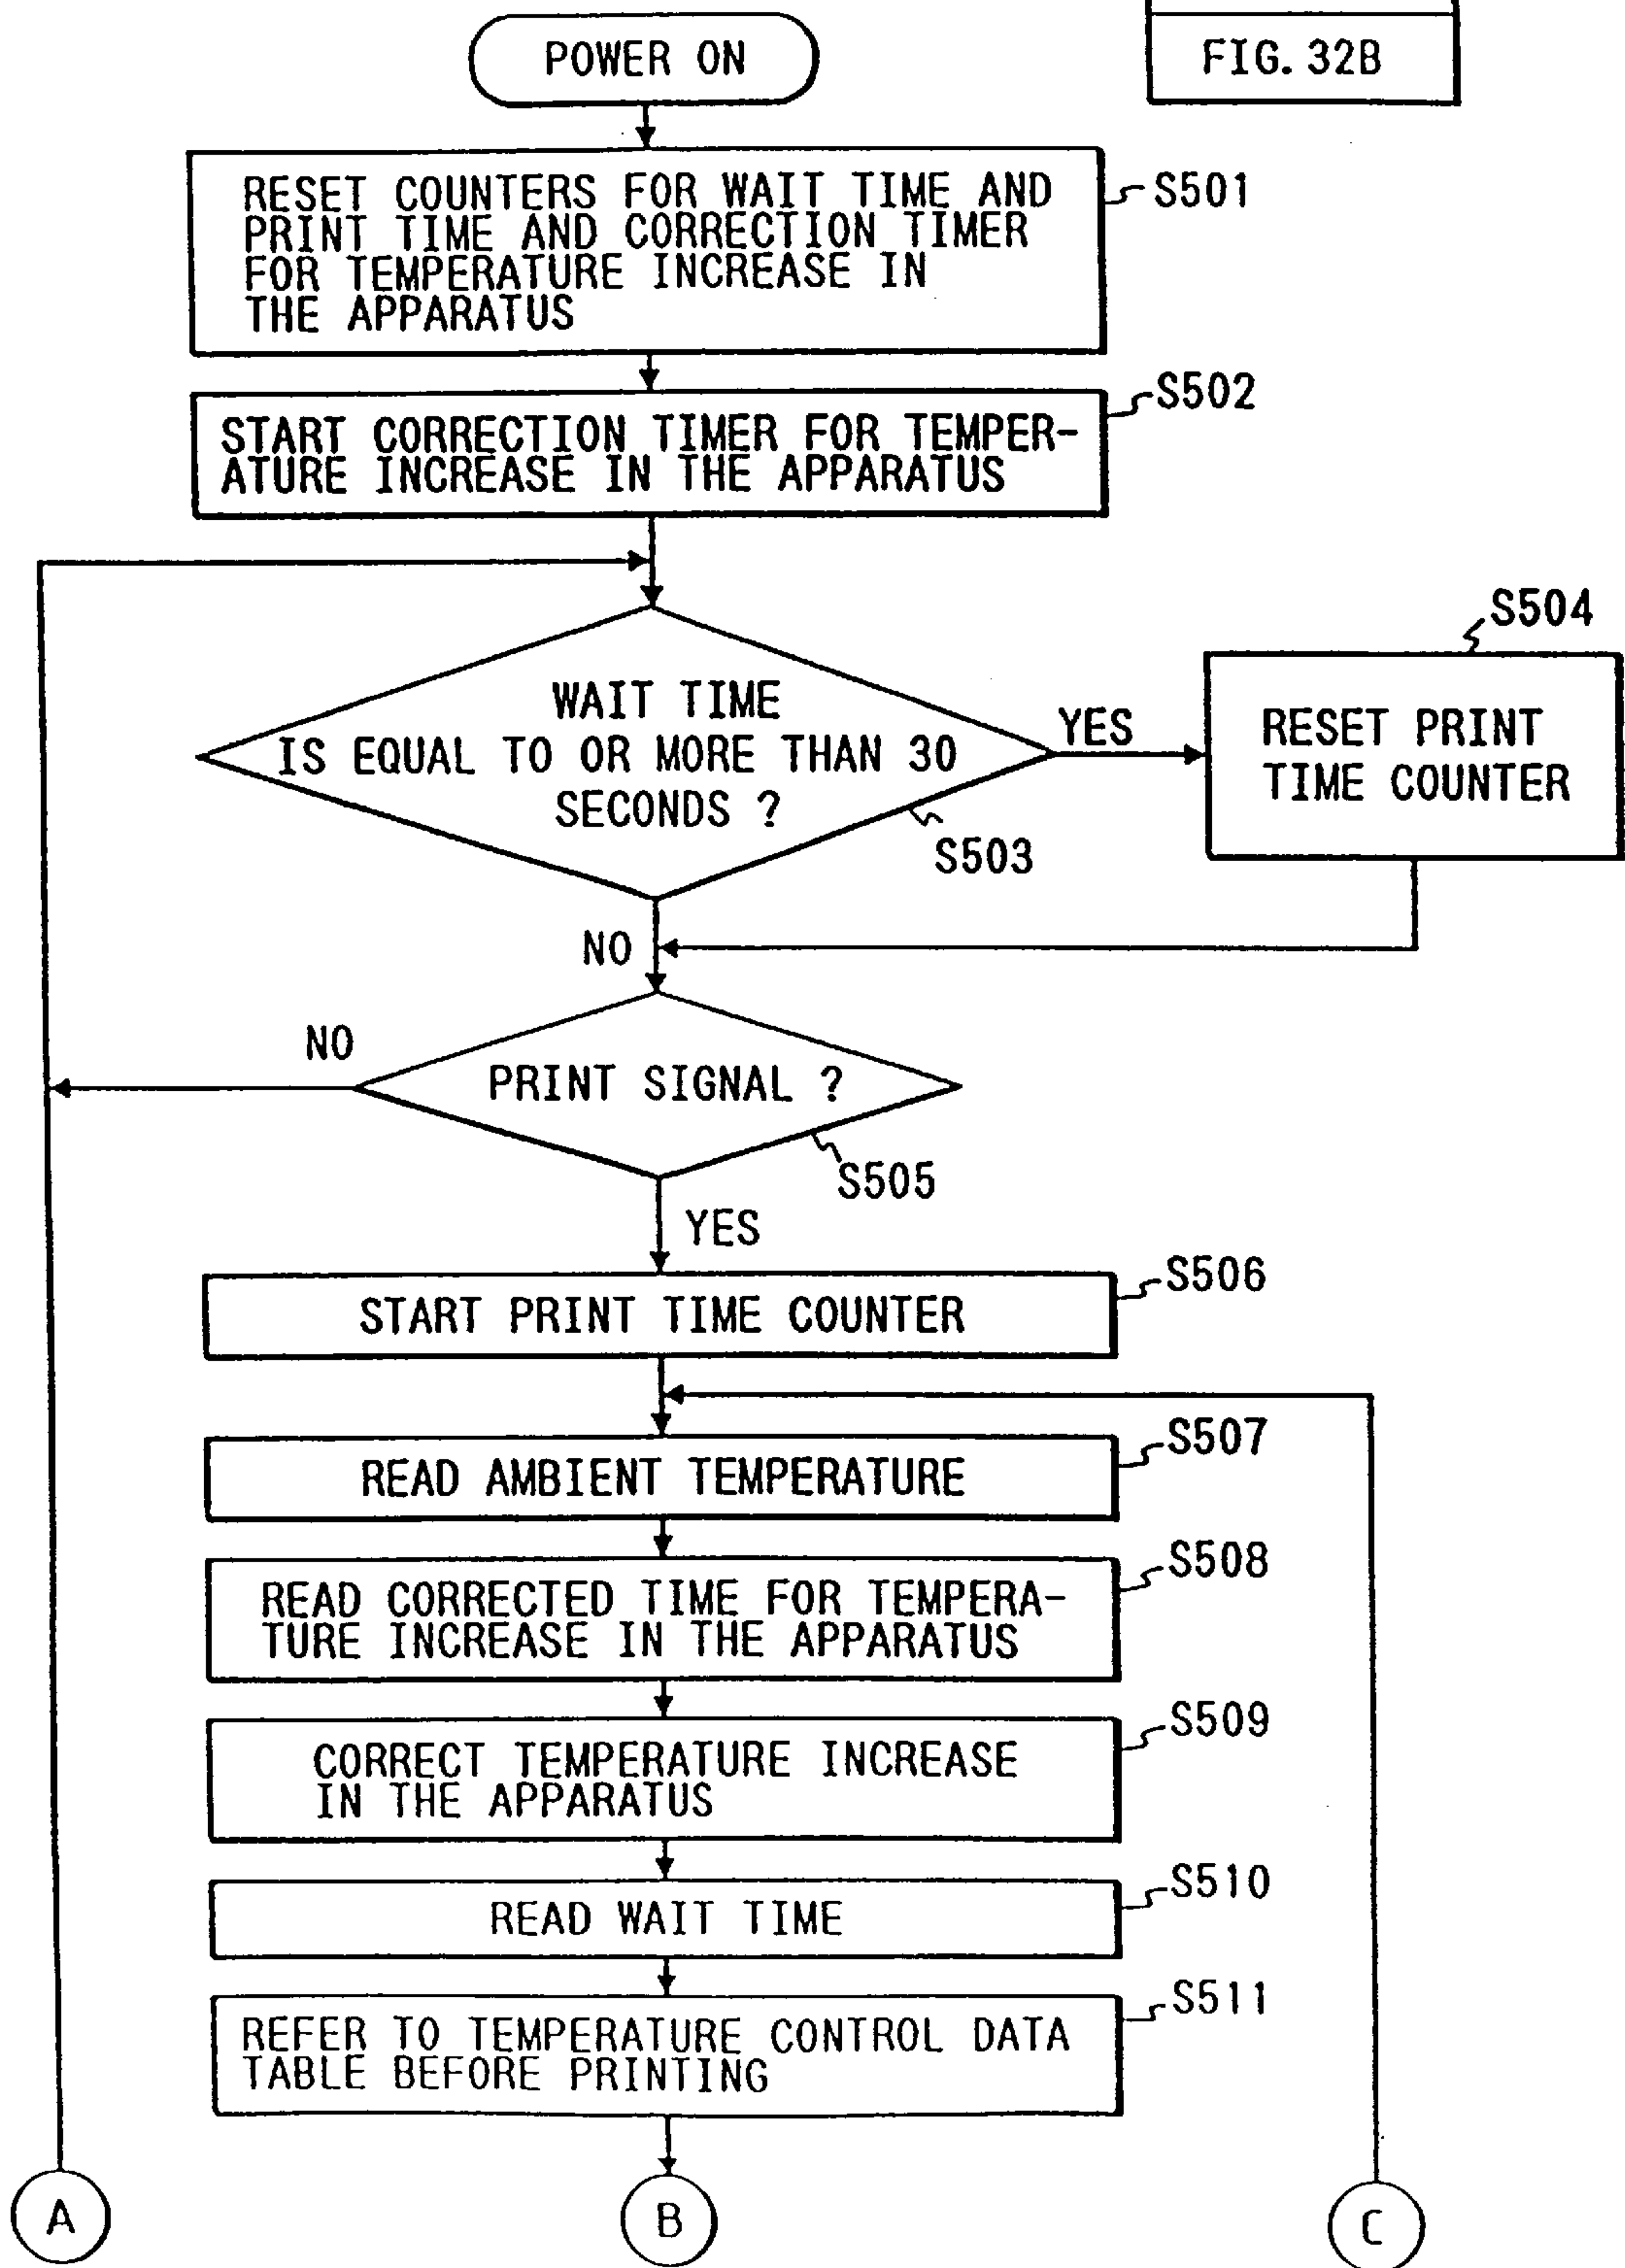 FIG. 32B
POWER ON
RESET COUNTERS FOR WAIT TIME AND
PRINT TIME AND CORRECTION TIMER
FOR TEMPERATURE INCREASE IN
THE APPARATUS
S501
START CORRECTION TIMER FOR TEMPER-
ATURE INCREASE IN THE APPARATUS
S502
WAIT TIME
IS EQUAL TO OR MORE THAN 30
SECONDS ?
S503
YES
S504
RESET PRINT
TIME COUNTER
NO
PRINT SIGNAL ?
NO
S505
YES
START PRINT TIME COUNTER
S506
READ AMBIENT TEMPERATURE
S507
READ CORRECTED TIME FOR TEMPERA-
TURE INCREASE IN THE APPARATUS
S508
CORRECT TEMPERATURE INCREASE
IN THE APPARATUS
S509
READ WAIT TIME
S510
REFER TO TEMPERATURE CONTROL DATA
TABLE BEFORE PRINTING
S511
A
B
C